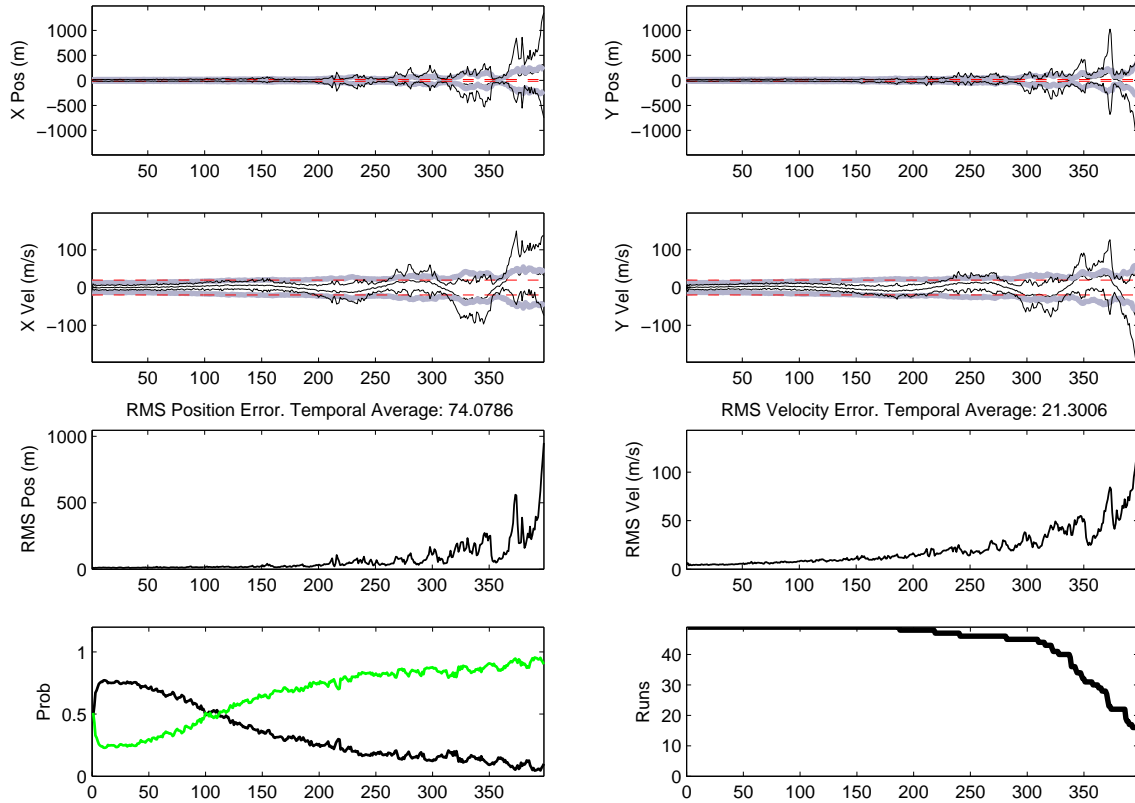 1000
500
0
−500
−1000
X Pos (m)
50 100 150 200 250 300 350
1000
500
0
−500
−1000
Y Pos (m)
50 100 150 200 250 300 350
100
0
−100
X Vel (m/s)
50 100 150 200 250 300 350
100
0
−100
Y Vel (m/s)
50 100 150 200 250 300 350
RMS Position Error. Temporal Average: 74.0786
1000
500
0
RMS Pos (m)
50 100 150 200 250 300 350
RMS Velocity Error. Temporal Average: 21.3006
100
50
0
RMS Vel (m/s)
50 100 150 200 250 300 350
1
0.5
0
Prob
0 50 100 150 200 250 300 350
40
30
20
10
0
Runs
0 50 100 150 200 250 300 350